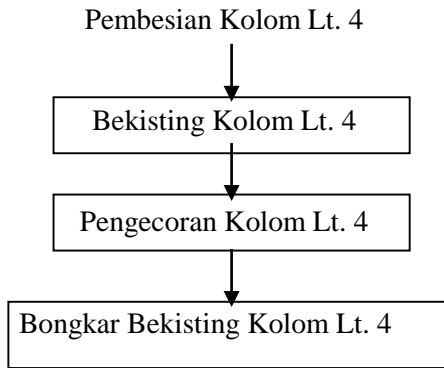 Pembesian Kolom Lt. 4
Bekisting Kolom Lt. 4
Pengecoran Kolom Lt. 4
Bongkar Bekisting Kolom Lt. 4